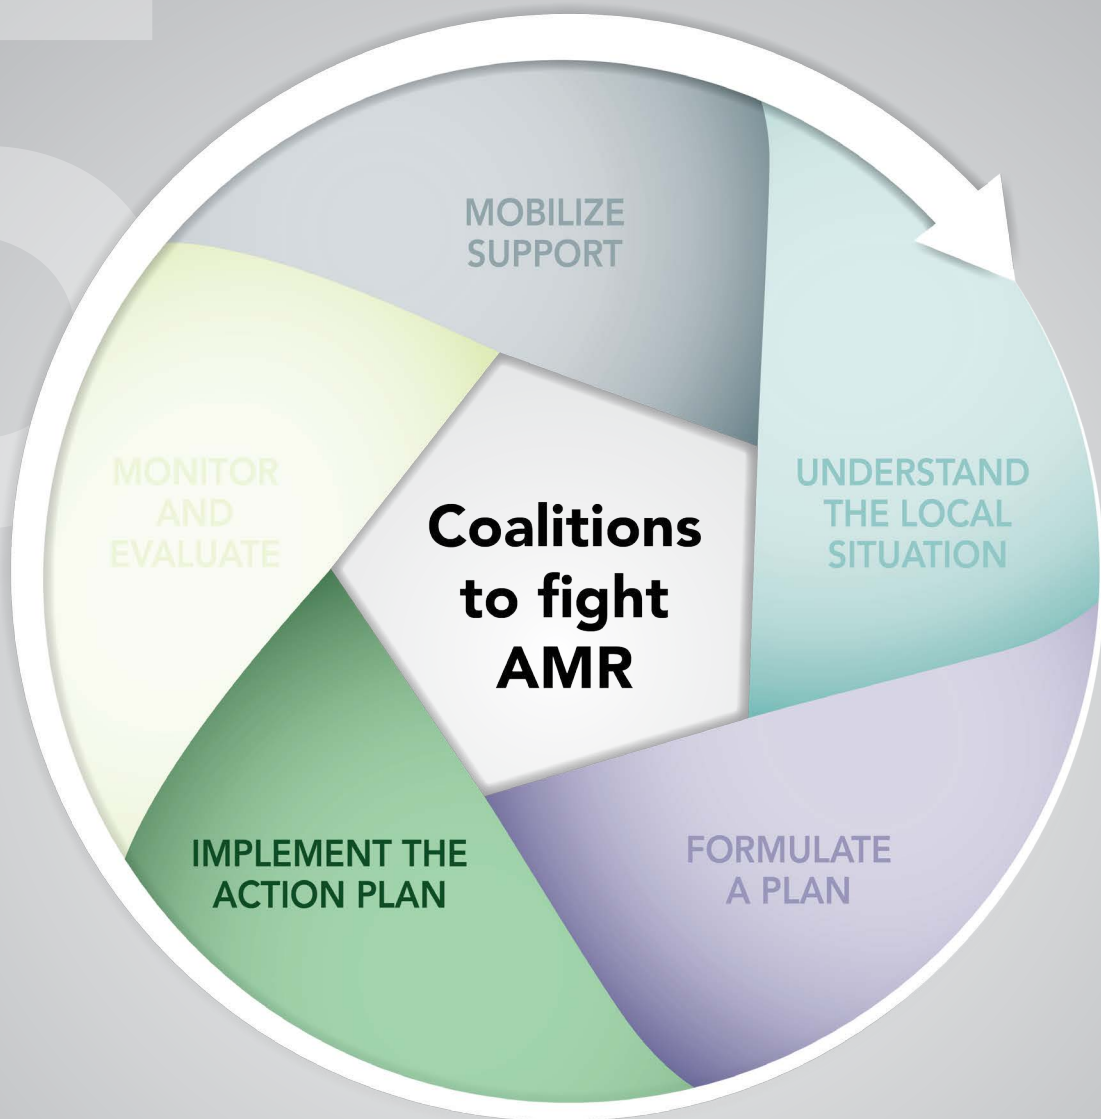 MOBILIZE
SUPPORT
UNDERSTAND
THE LOCAL
SITUATION
FORMULATE
A PLAN
IMPLEMENT THE
ACTION PLAN
MONITOR
AND
EVALUATE
Coalitions
to fight
AMR